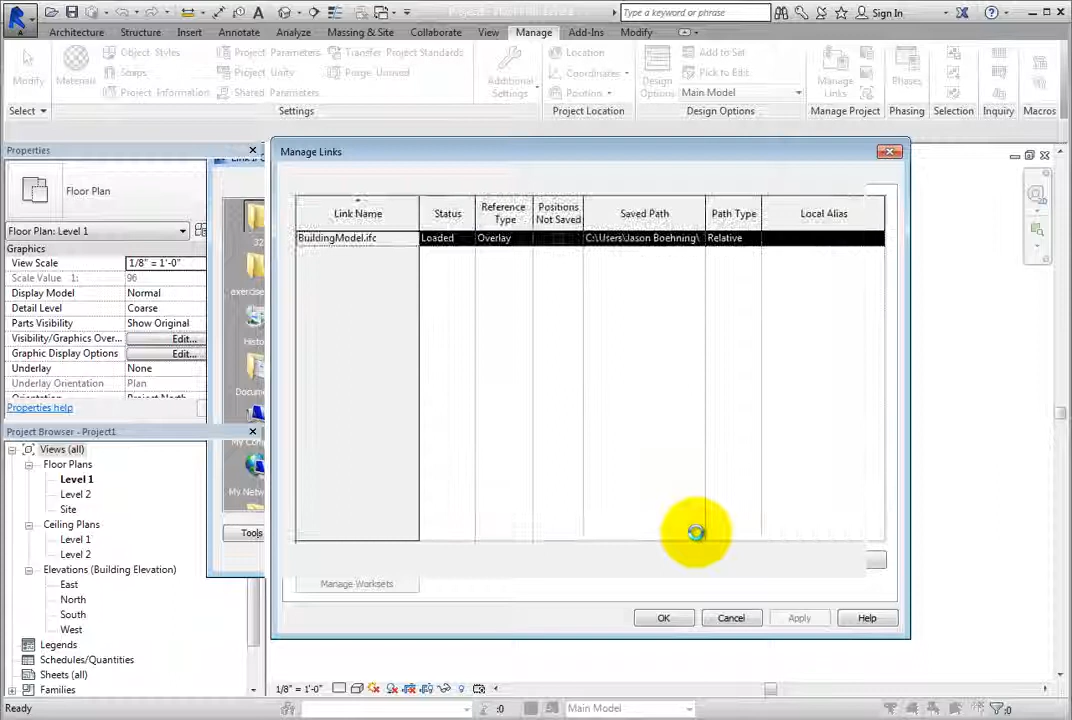 Type a keyword or phrase
Sign In
Architecture Structure Insert Annotate Analyze Massing & Site Collaborate View Manage Add-Ins Modify
Modify
Materials
Object Styles
Snaps
Project Information
Project Parameters
Shared Parameters
Transfer Project Standards
Purge Unused
Additional
Settings
Location
Coordinates
Position
Design
Options
Add to Set
Pick to Edit
Main Model
Manage
Links
Phases
Select
Settings
Project Location
Design Options
Manage Project
Phasing
Selection
Inquiry
Macros
Properties
Floor Plan
Floor Plan: Level 1
Graphics
View Scale 1/8" = 1'-0"
Scale Value 1: 96
Display Model Normal
Detail Level Coarse
Parts Visibility Show Original
Visibility/Graphics Over... Edit...
Graphic Display Options Edit...
Underlay None
Underlay Orientation Plan
Properties help
Project Browser - Project1
Views (all)
Floor Plans
Level 1
Level 2
Site
Ceiling Plans
Level 1
Level 2
Elevations (Building Elevation)
East
North
South
West
Legends
Schedules/Quantities
Sheets (all)
Families
Tools
Manage Links
Link Name
Status
Reference
Type
Positions
Not Saved
Saved Path
Path Type
Local Alias
BuildingModel.ifc Loaded Overlay C:\Users\Jason Boehning\ Relative
Manage Worksets
OK Cancel Apply Help
1/8" = 1'-0"
Ready
:0
Main Model
:0